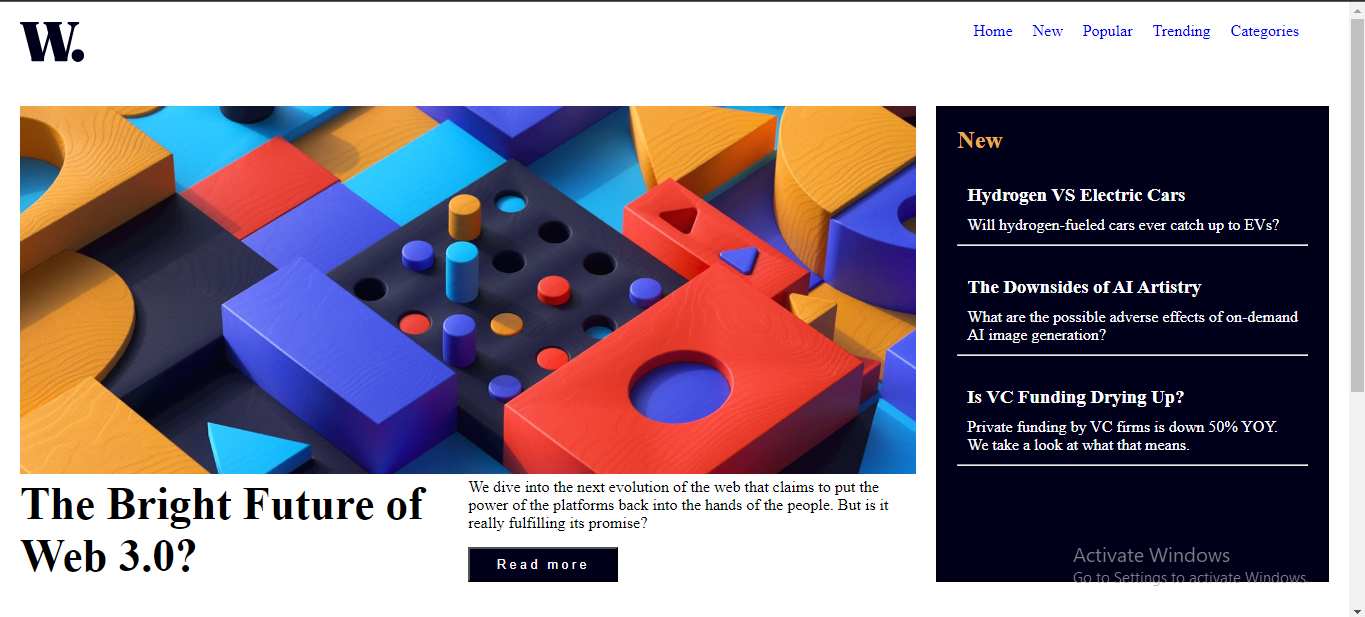 W.
Home New Popular Trending Categories
The Bright Future of
Web 3.0?
We dive into the next evolution of the web that claims to put the
power of the platforms back into the hands of the people. But is it
really fulfilling its promise?
Read more
New
Hydrogen VS Electric Cars
Will hydrogen-fueled cars ever catch up to EVs?
The Downsides of AI Artistry
What are the possible adverse effects of on-demand
AI image generation?
Is VC Funding Drying Up?
Private funding by VC firms is down 50% YOY.
We take a look at what that means.
Activate Windows
Go to Settings to activate Windows.